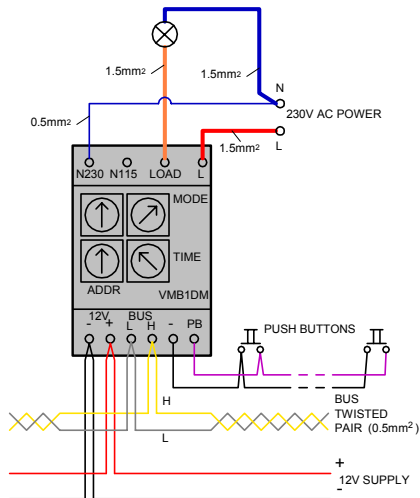 1.5mm²
1.5mm²
N
0.5mm²
230V AC POWER
L
1.5mm²
N230 N115 LOAD L
MODE
TIME
ADDR
VMB1DM
12V BUS
- + L H - PB
PUSH BUTTONS
H
BUS
TWISTED
PAIR (0.5mm²)
L
+
12V SUPPLY
-